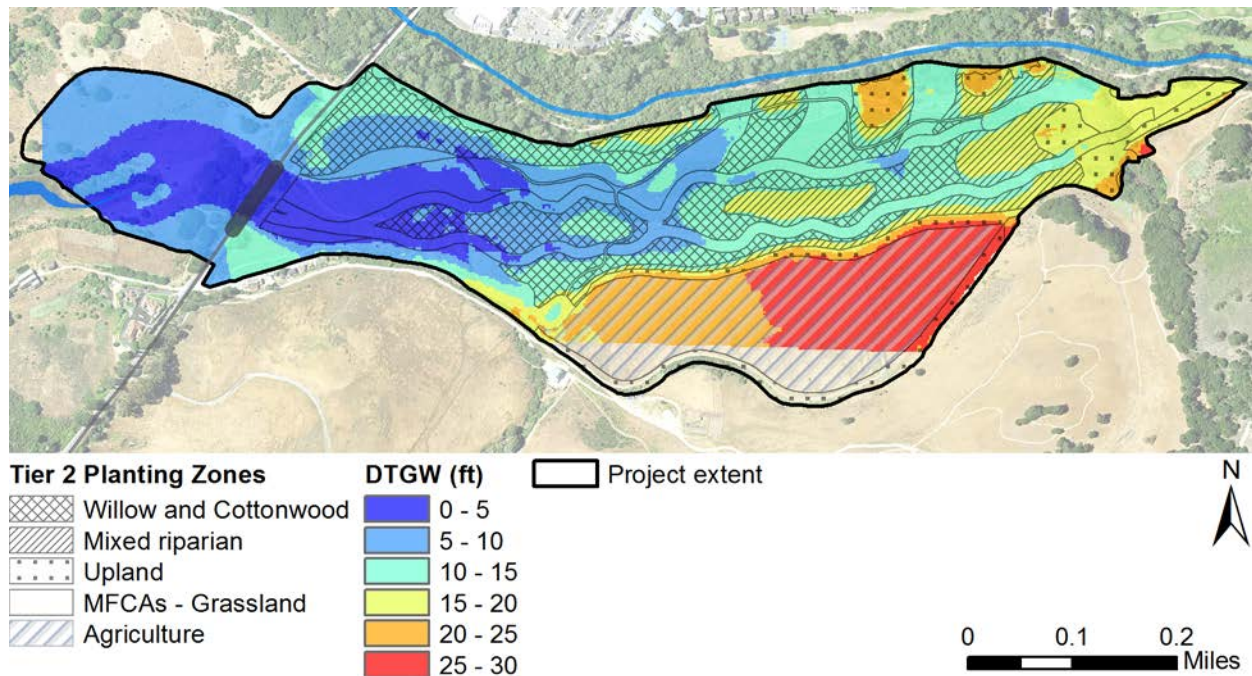 Tier 2 Planting Zones
Willow and Cottonwood
Mixed riparian
Upland
MFCAs - Grassland
Agriculture
DTGW (ft)
0 - 5
5 - 10
10 - 15
15 - 20
20 - 25
25 - 30
Project extent
N
0 0.1 0.2
Miles